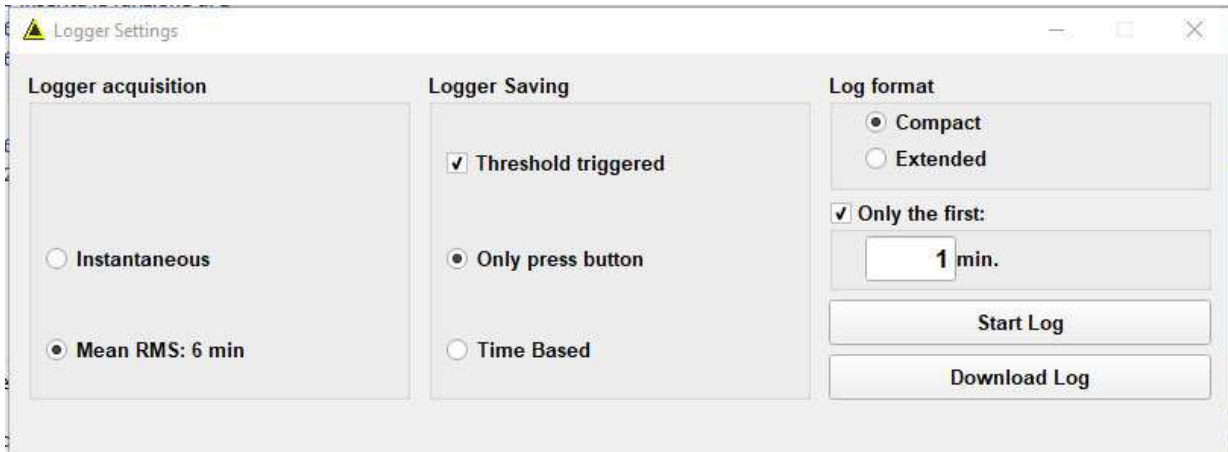 Logger Settings
Logger acquisition
Instantaneous
Mean RMS: 6 min
Logger Saving
Threshold triggered
Only press button
Time Based
Log format
Compact
Extended
Only the first:
1 min.
Start Log
Download Log